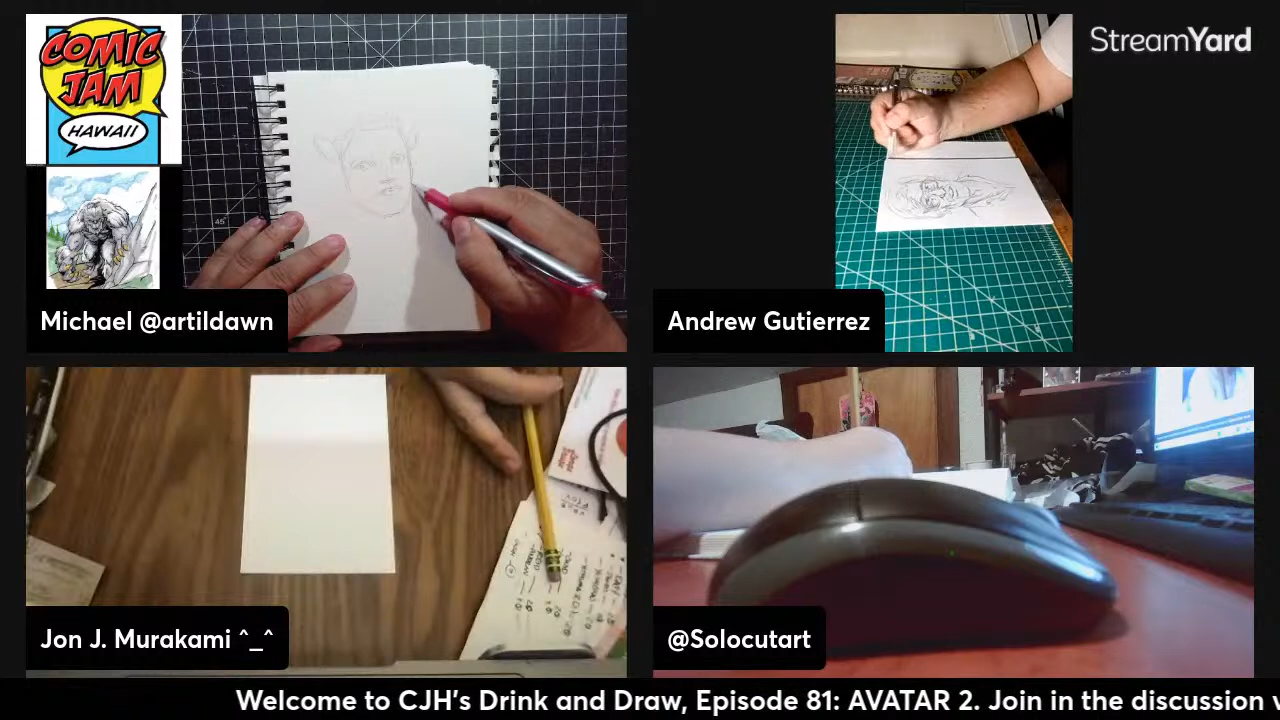 COMIC
JAM
HAWAII
StreamYard
Michael @artildawn
Andrew Gutierrez
Jon J. Murakami ^_^
@Solocutart
Welcome to CJH's Drink and Draw, Episode 81: AVATAR 2. Join in the discussion